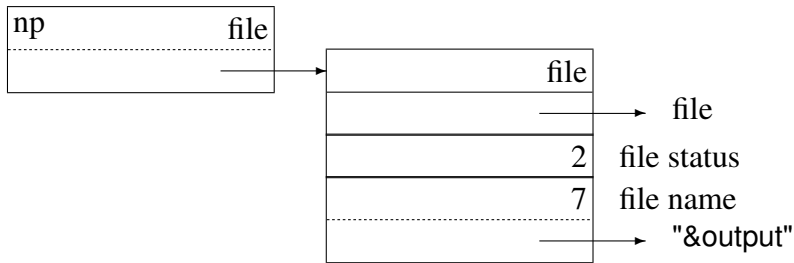 np file
file
file
2 file status
7 file name
"&output"